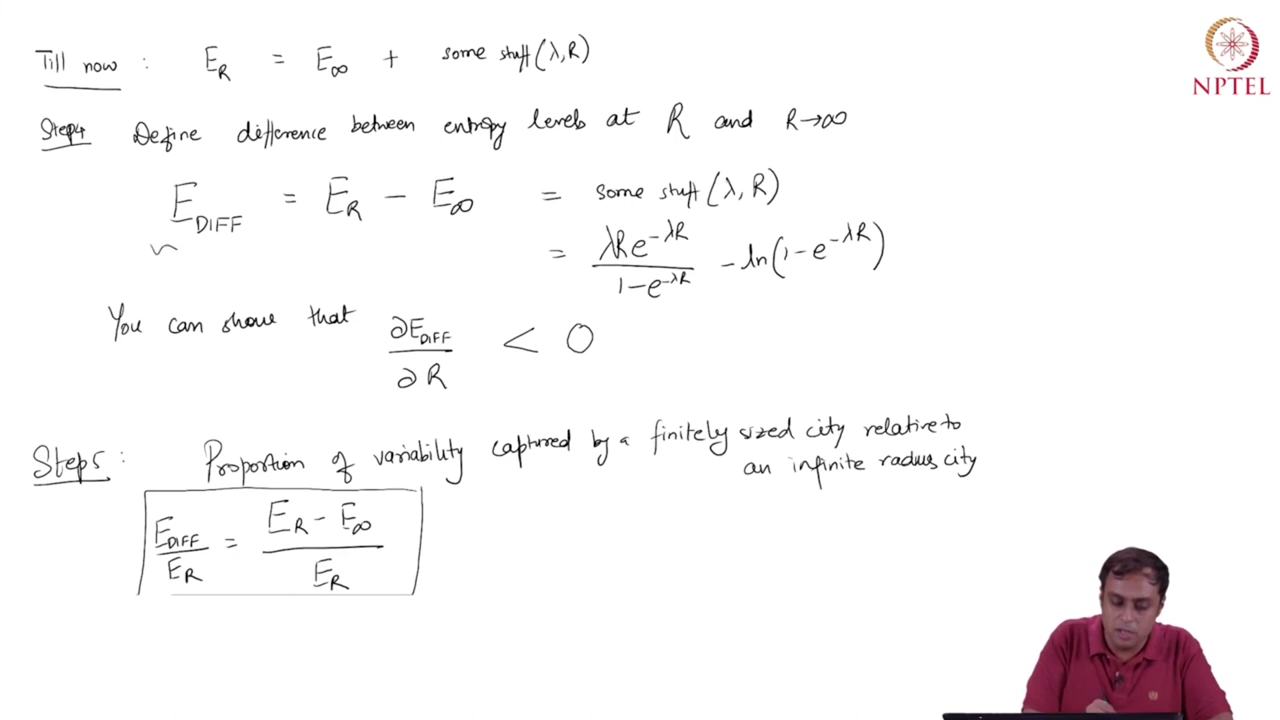 Till now : E_R = E_∞ + some stuff (λ,R)
NPTEL
Step4 Define difference between entropy levels at R and R→∞
E_DIFF = E_R − E_∞ = some stuff (λ, R)
= λRe^{-λR} / (1−e^{-λR}) − ln(1−e^{-λR})
You can show that ∂E_DIFF / ∂R < 0
Step5 : Proportion of variability captured by a finitely sized city relative to
an infinite radius city
E_DIFF / E_R = (E_R − E_∞) / E_R